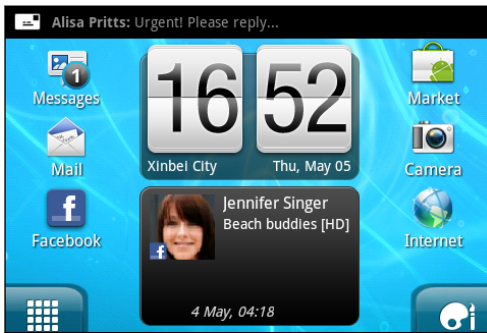 Alisa Pritts: Urgent! Please reply...
1
Messages
Mail
Facebook
16 52
Xinbei City Thu, May 05
Jennifer Singer
Beach buddies [HD]
4 May, 04:18
Market
Camera
Internet